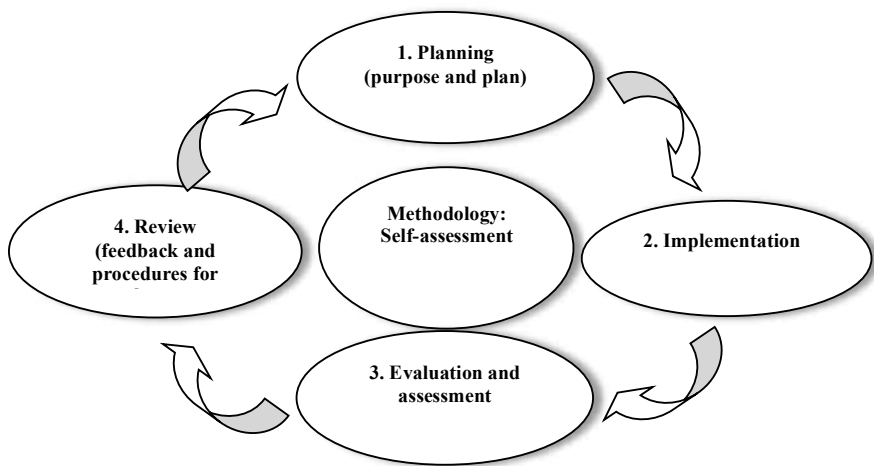 1. Planning
(purpose and plan)
Methodology:
Self-assessment
2. Implementation
3. Evaluation and
assessment
4. Review
(feedback and
procedures for